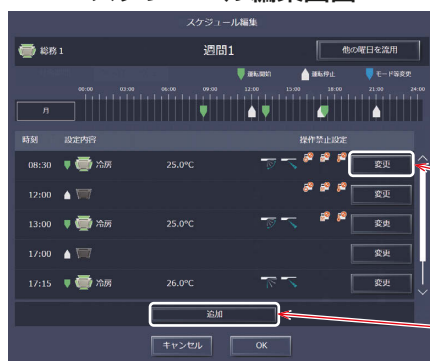 スケジュール編集
総務1
週間1
他の曜日を流用
運転開始
運転停止
モード等変更
00:00 03:00 06:00 09:00 12:00 15:00 18:00 21:00 24:00
月
時刻 設定内容 操作禁止設定
08:30 冷房 25.0°C 変更
12:00 変更
13:00 冷房 25.0°C 変更
17:00 変更
17:15 冷房 26.0°C 変更
追加
キャンセル OK